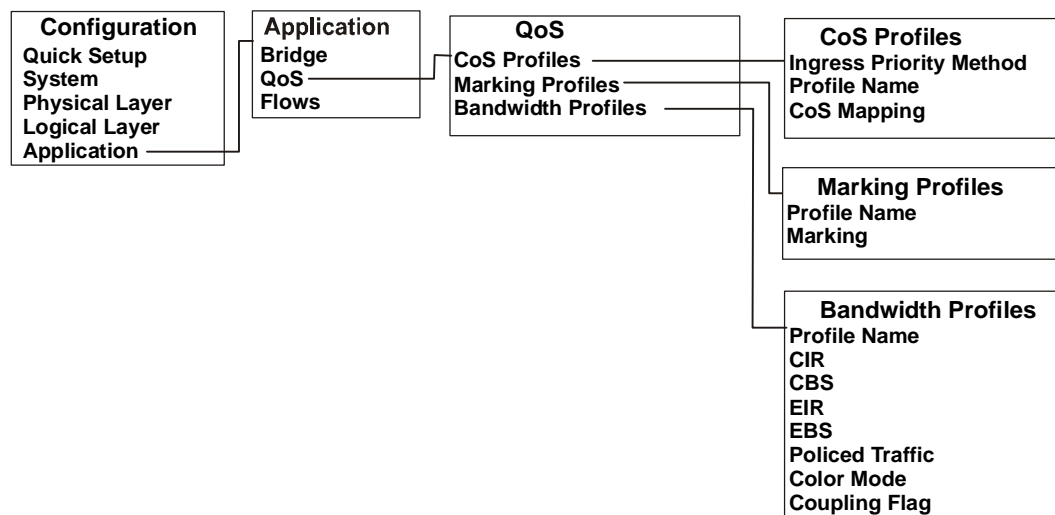 Configuration
Quick Setup
System
Physical Layer
Logical Layer
Application
Application
Bridge
QoS
Flows
QoS
CoS Profiles
Marking Profiles
Bandwidth Profiles
CoS Profiles
Ingress Priority Method
Profile Name
CoS Mapping
Marking Profiles
Profile Name
Marking
Bandwidth Profiles
Profile Name
CIR
CBS
EIR
EBS
Policed Traffic
Color Mode
Coupling Flag